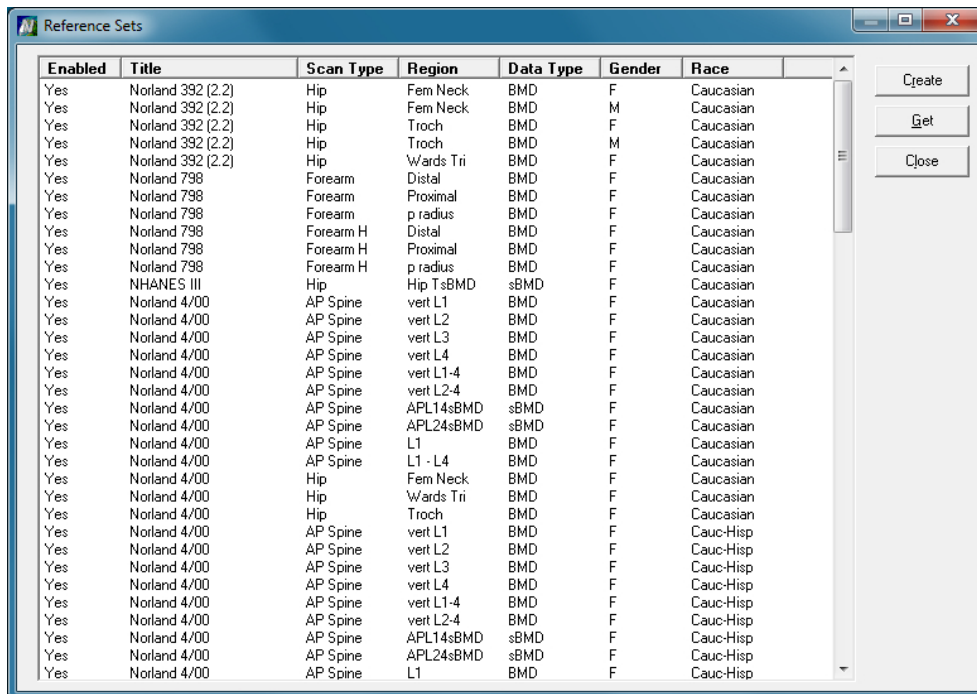 Reference Sets
Enabled Title Scan Type Region Data Type Gender Race
Yes Norland 392 (2.2) Hip Fem Neck BMD F Caucasian
Yes Norland 392 (2.2) Hip Fem Neck BMD M Caucasian
Yes Norland 392 (2.2) Hip Troch BMD F Caucasian
Yes Norland 392 (2.2) Hip Troch BMD M Caucasian
Yes Norland 392 (2.2) Hip Wards Tri BMD F Caucasian
Yes Norland 798 Forearm Distal BMD F Caucasian
Yes Norland 798 Forearm Proximal BMD F Caucasian
Yes Norland 798 Forearm p radius BMD F Caucasian
Yes Norland 798 Forearm H Distal BMD F Caucasian
Yes Norland 798 Forearm H Proximal BMD F Caucasian
Yes Norland 798 Forearm H p radius BMD F Caucasian
Yes NHANES III Hip Hip TsBMD sBMD F Caucasian
Yes Norland 4/00 AP Spine vert L1 BMD F Caucasian
Yes Norland 4/00 AP Spine vert L2 BMD F Caucasian
Yes Norland 4/00 AP Spine vert L3 BMD F Caucasian
Yes Norland 4/00 AP Spine vert L4 BMD F Caucasian
Yes Norland 4/00 AP Spine vert L1-4 BMD F Caucasian
Yes Norland 4/00 AP Spine vert L2-4 BMD F Caucasian
Yes Norland 4/00 AP Spine APL14sBMD sBMD F Caucasian
Yes Norland 4/00 AP Spine APL24sBMD sBMD F Caucasian
Yes Norland 4/00 AP Spine L1 BMD F Caucasian
Yes Norland 4/00 AP Spine L1 - L4 BMD F Caucasian
Yes Norland 4/00 Hip Fem Neck BMD F Caucasian
Yes Norland 4/00 Hip Wards Tri BMD F Caucasian
Yes Norland 4/00 Hip Troch BMD F Caucasian
Yes Norland 4/00 AP Spine vert L1 BMD F Cauc-Hisp
Yes Norland 4/00 AP Spine vert L2 BMD F Cauc-Hisp
Yes Norland 4/00 AP Spine vert L3 BMD F Cauc-Hisp
Yes Norland 4/00 AP Spine vert L4 BMD F Cauc-Hisp
Yes Norland 4/00 AP Spine vert L1-4 BMD F Cauc-Hisp
Yes Norland 4/00 AP Spine vert L2-4 BMD F Cauc-Hisp
Yes Norland 4/00 AP Spine APL14sBMD sBMD F Cauc-Hisp
Yes Norland 4/00 AP Spine APL24sBMD sBMD F Cauc-Hisp
Yes Norland 4/00 AP Spine L1 BMD F Cauc-Hisp
Create
Get
Close